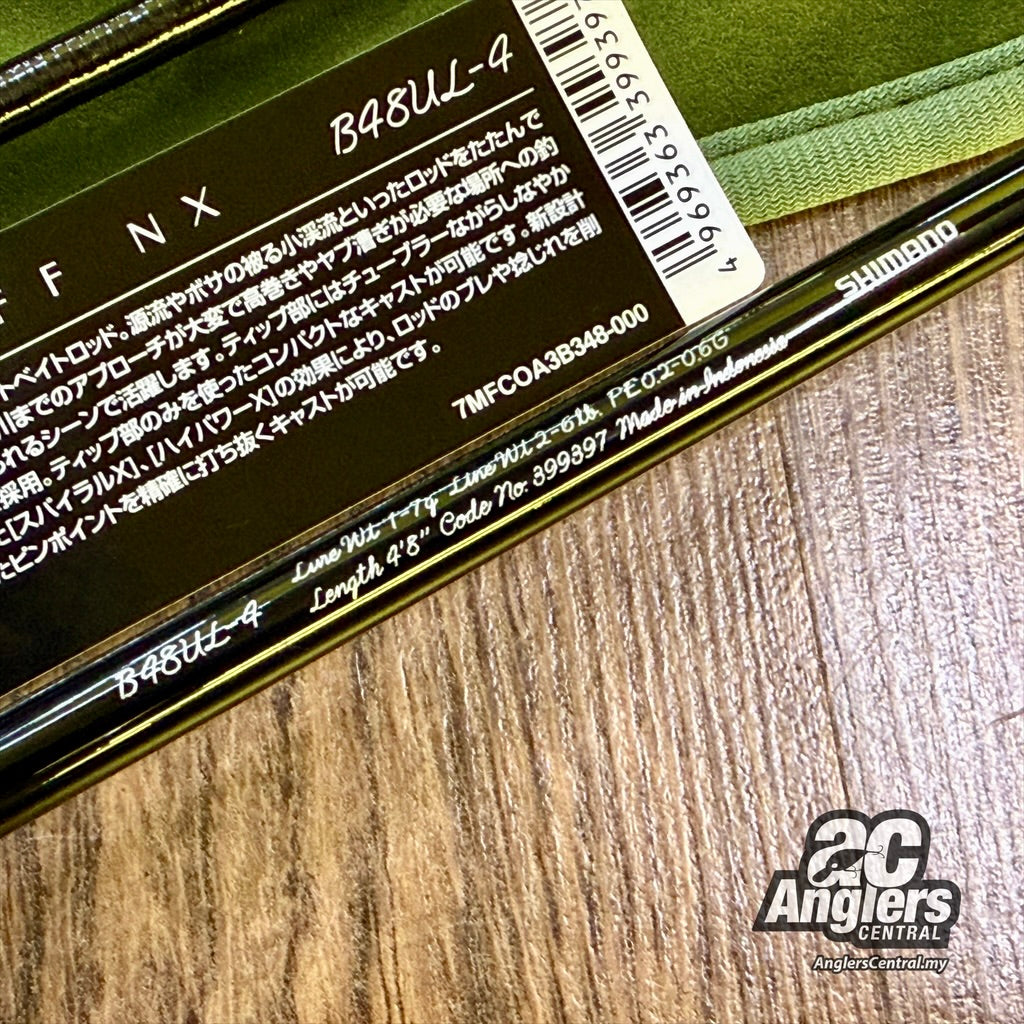 B48UL-4
F NX
トベイトロッド。源流やボサの被る小渓流といったロッドをたたんで
川までのアプローチが大変で高巻きやヤブ漕ぎが必要な場所への釣
られるシーンで活躍します。ティップ部にはチューブラーながらしなやか
採用。ティップ部のみを使ったコンパクトなキャストが可能です。新設計
[スパイラルX]、[ハイパワーX]の効果により、ロッドのブレや捻じれを削
たピンポイントを精確に打ち抜くキャストが可能です。
7MFCOA3B348-000
4 969363 39939
SHIMANO
B48UL-4
Lure Wt. 1-7g Line Wt. 2-6lb. PE 0.2-0.6G
Length 4'8" Code No. 399397 Made in Indonesia
ac
Anglers
CENTRAL
AnglersCentral.my